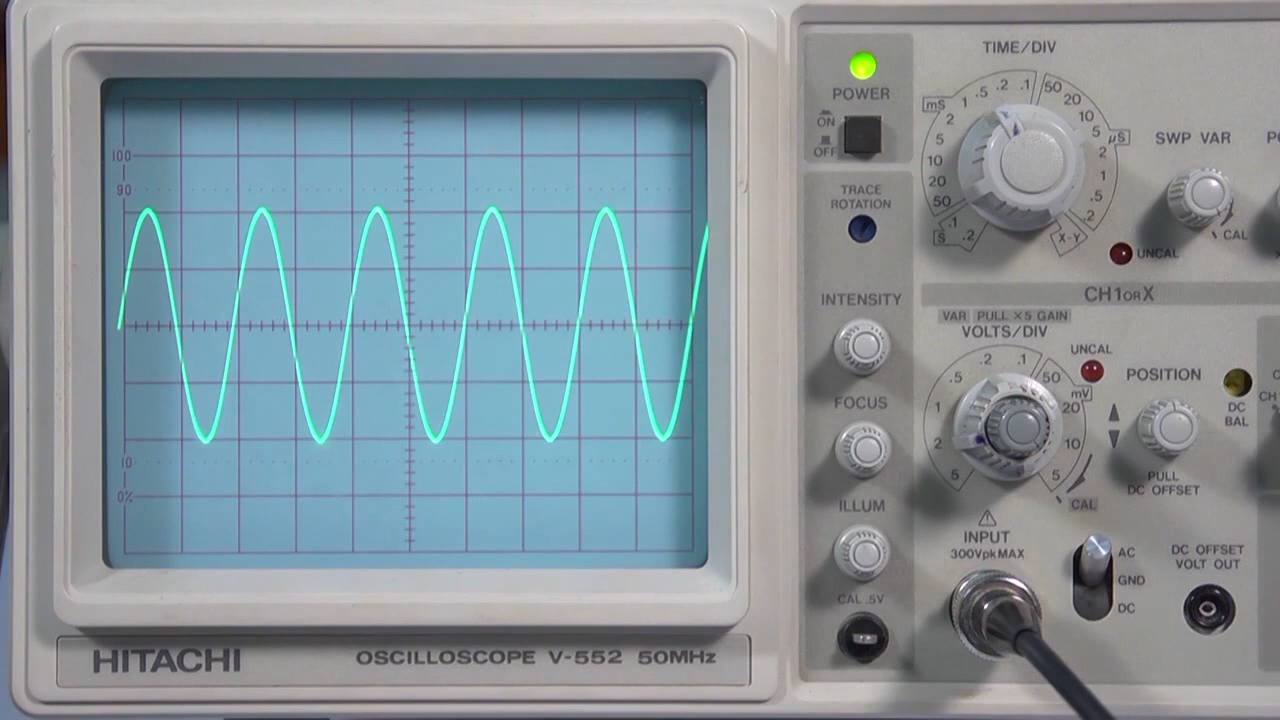 100
90
10
0%
HITACHI
OSCILLOSCOPE V-552 50MHz
POWER
ON
OFF
TRACE
ROTATION
INTENSITY
FOCUS
ILLUM
CAL .5V
TIME/DIV
mS 1 .5 .2 .1 50 20
2 10
5 5 µS
10 2
20 1
50 .5
.1 .2
S .2 X-Y
SWP VAR
CAL
UNCAL
CH1ORX
VAR PULL ×5 GAIN
VOLTS/DIV
.2 .1
.5 50 mV
1 20
2 10
5 5
CAL
UNCAL
POSITION
PULL
DC OFFSET
DC
BAL
⚠
INPUT
300VpkMAX
AC
GND
DC
DC OFFSET
VOLT OUT